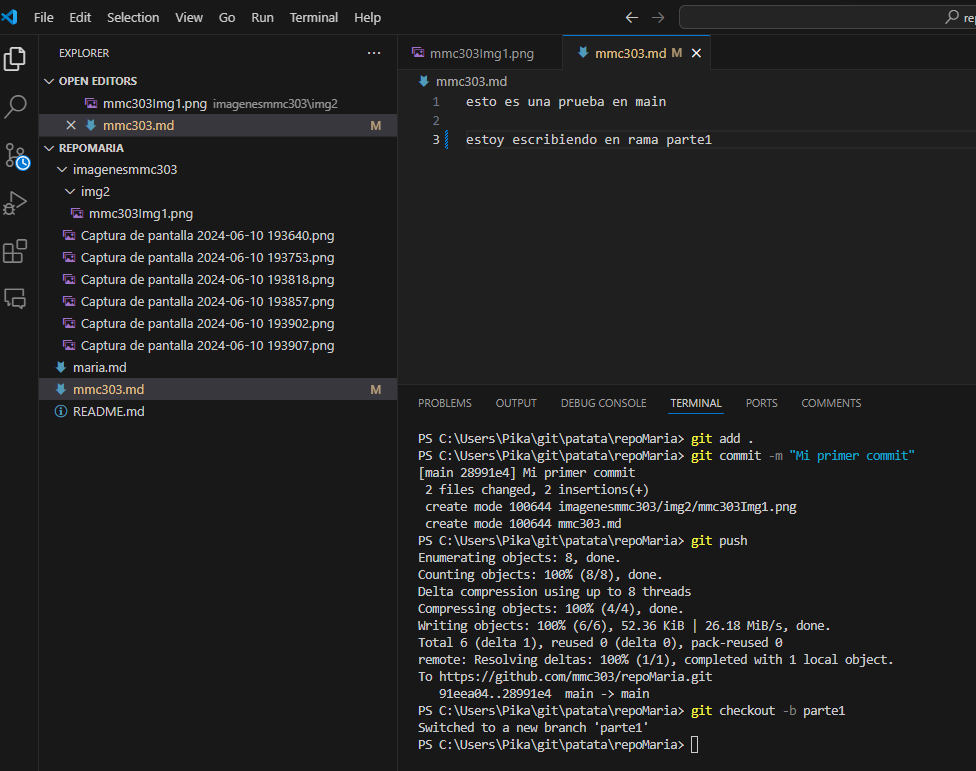 File Edit Selection View Go Run Terminal Help
EXPLORER
OPEN EDITORS
mmc303Img1.png imagenesmmc303\img2
mmc303.md M
REPOMARIA
imagenesmmc303
img2
mmc303Img1.png
Captura de pantalla 2024-06-10 193640.png
Captura de pantalla 2024-06-10 193753.png
Captura de pantalla 2024-06-10 193818.png
Captura de pantalla 2024-06-10 193857.png
Captura de pantalla 2024-06-10 193902.png
Captura de pantalla 2024-06-10 193907.png
maria.md
mmc303.md M
README.md
mmc303Img1.png mmc303.md M
mmc303.md
1 esto es una prueba en main
2
3 estoy escribiendo en rama parte1
PROBLEMS OUTPUT DEBUG CONSOLE TERMINAL PORTS COMMENTS
PS C:\Users\Pika\git\patata\repoMaria> git add .
PS C:\Users\Pika\git\patata\repoMaria> git commit -m "Mi primer commit"
[main 28991e4] Mi primer commit
2 files changed, 2 insertions(+)
create mode 100644 imagenesmmc303/img2/mmc303Img1.png
create mode 100644 mmc303.md
PS C:\Users\Pika\git\patata\repoMaria> git push
Enumerating objects: 8, done.
Counting objects: 100% (8/8), done.
Delta compression using up to 8 threads
Compressing objects: 100% (4/4), done.
Writing objects: 100% (6/6), 52.36 KiB | 26.18 MiB/s, done.
Total 6 (delta 1), reused 0 (delta 0), pack-reused 0
remote: Resolving deltas: 100% (1/1), completed with 1 local object.
To https://github.com/mmc303/repoMaria.git
91eea04..28991e4 main -> main
PS C:\Users\Pika\git\patata\repoMaria> git checkout -b parte1
Switched to a new branch 'parte1'
PS C:\Users\Pika\git\patata\repoMaria>